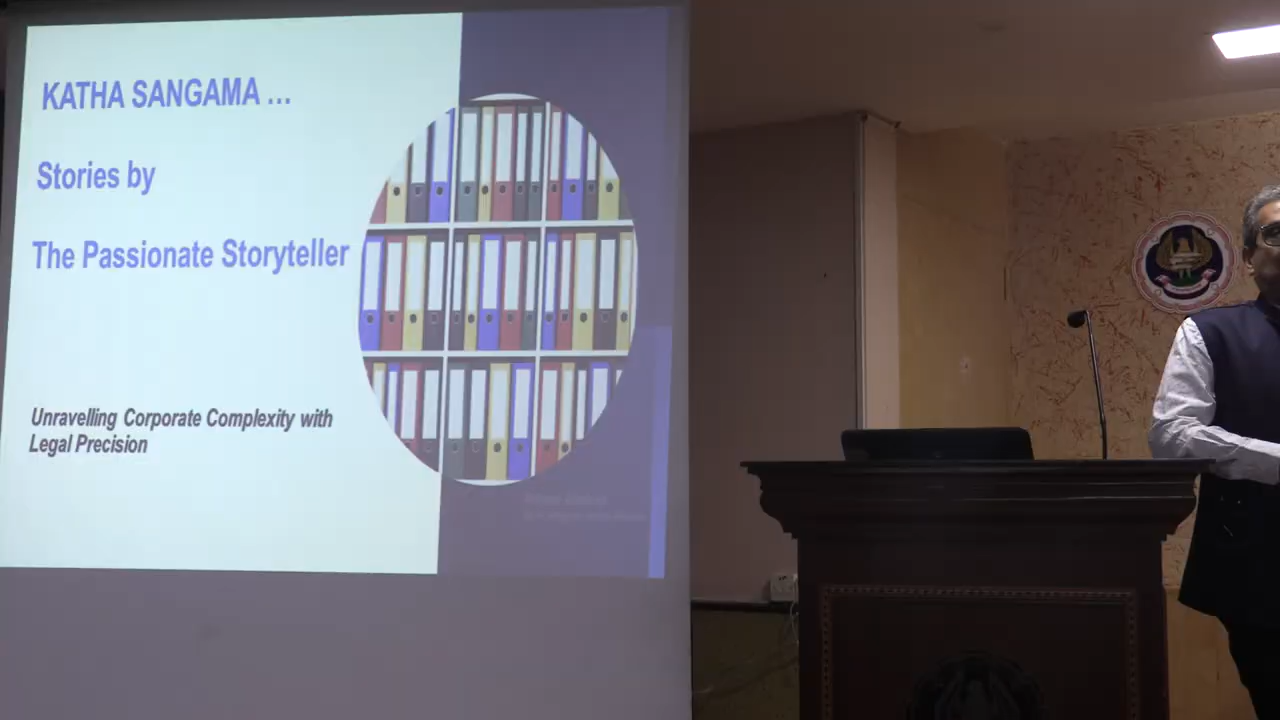 KATHA SANGAMA ...
Stories by
The Passionate Storyteller
Unravelling Corporate Complexity with
Legal Precision